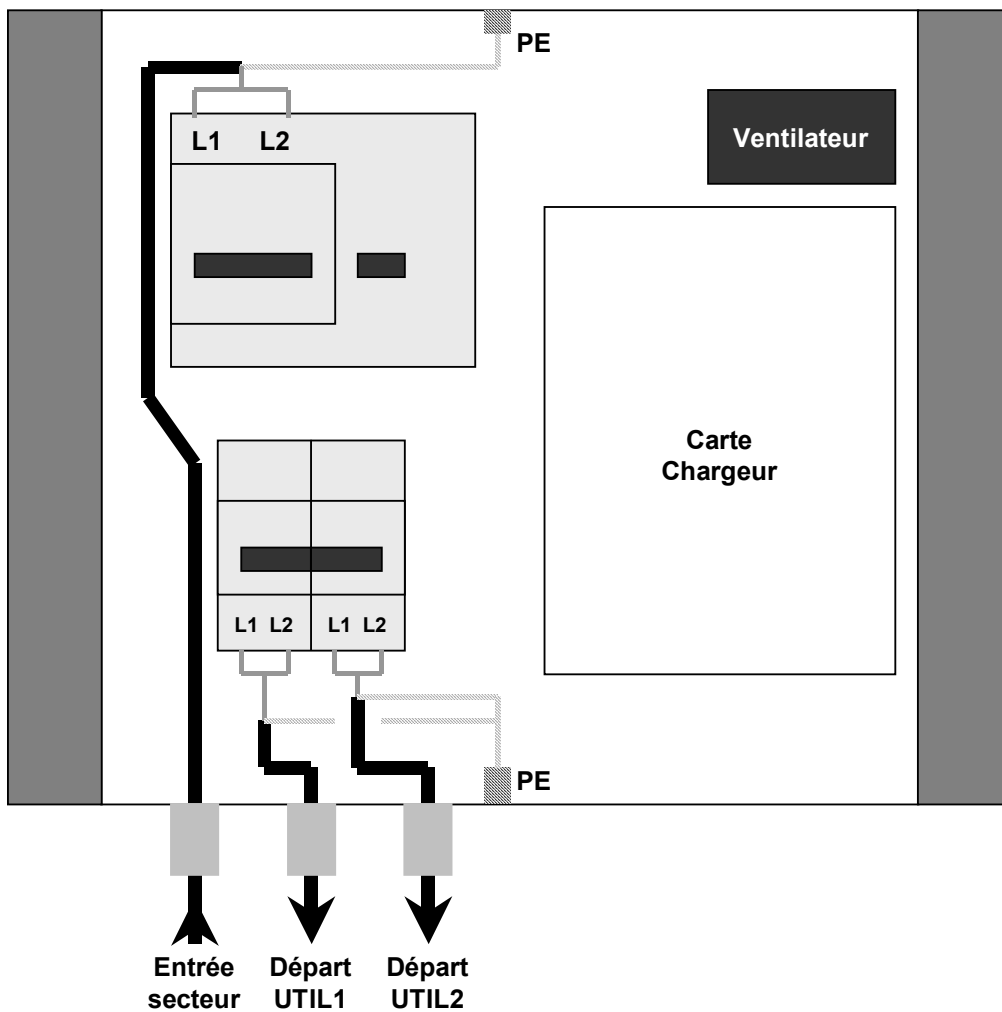 PE
Ventilateur
L1 L2
Carte
Chargeur
L1 L2 L1 L2
PE
Entrée
secteur
Départ
UTIL1
Départ
UTIL2